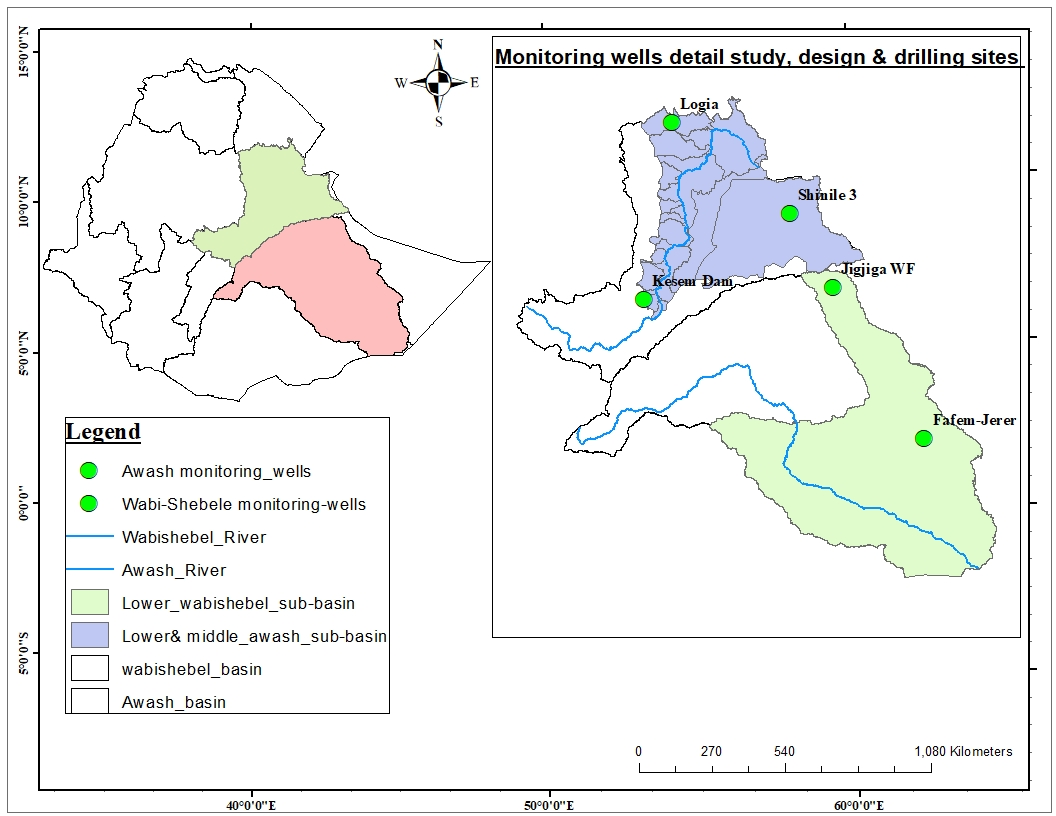 Monitoring wells detail study, design & drilling sites
N
W
E
S
Logia
Shinile 3
Jigjiga WF
Kesem Dam
Fafem-Jerer
Legend
Awash monitoring_wells
Wabi-Shebele monitoring-wells
Wabishebel_River
Awash_River
Lower_wabishebel_sub-basin
Lower& middle_awash_sub-basin
wabishebel_basin
Awash_basin
0 270 540 1,080 Kilometers
15°0'0"N
10°0'0"N
5°0'0"N
0°0'0"
5°0'0"S
40°0'0"E 50°0'0"E 60°0'0"E